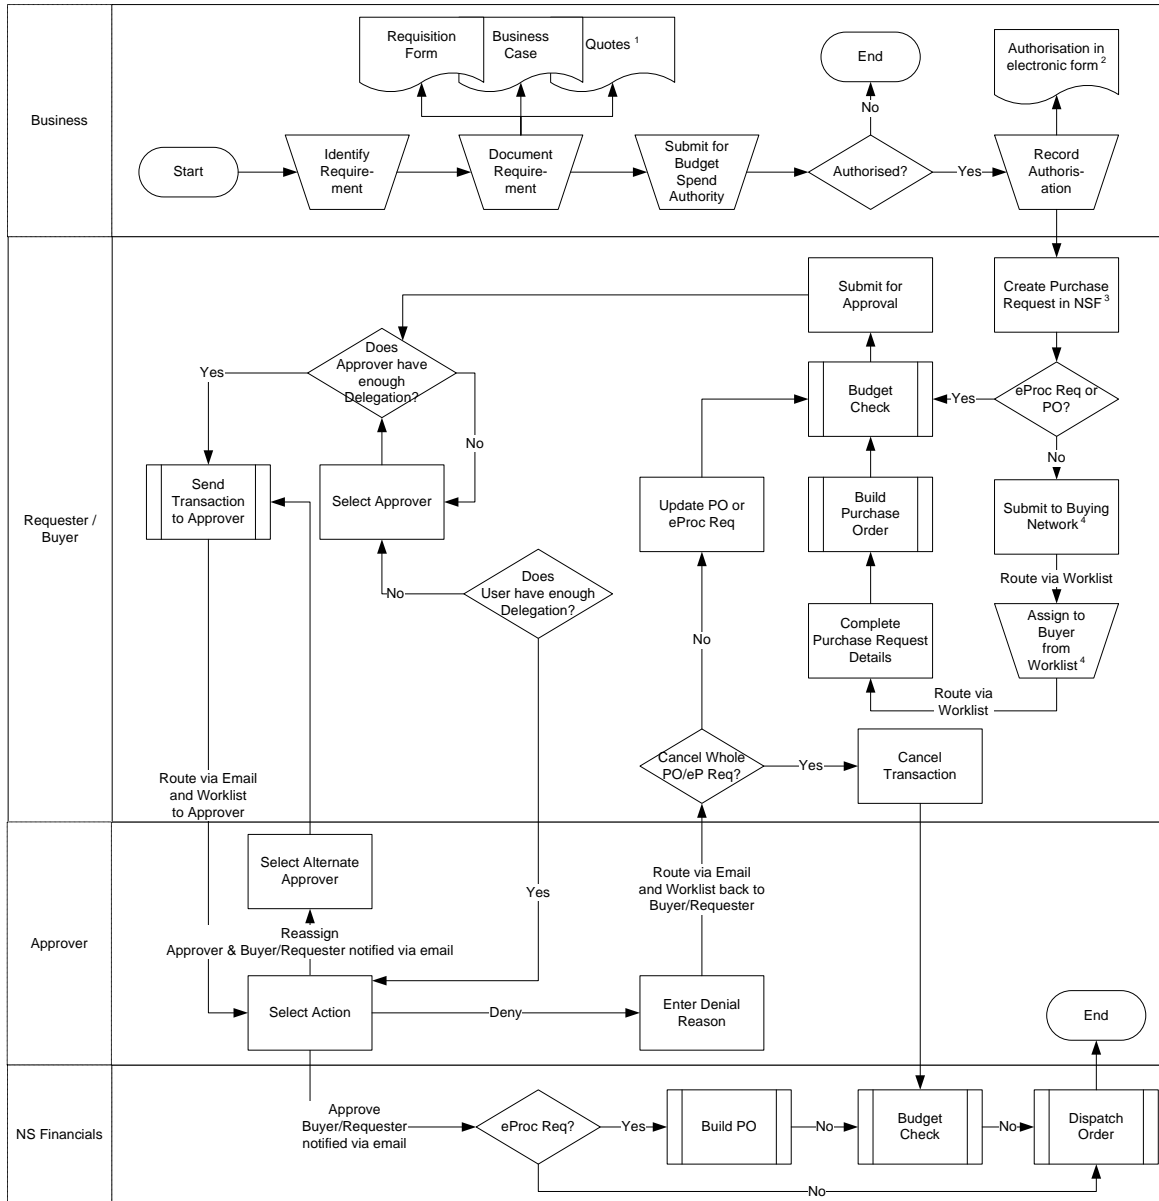 Business
Requisition
Form
Business
Case
Quotes 1
End
Authorisation in
electronic form 2
No
Start
Identify
Require-
ment
Document
Require-
ment
Submit for
Budget
Spend
Authority
Authorised?
Yes
Record
Authoris-
ation
Requester /
Buyer
Submit for
Approval
Create Purchase
Request in NSF 3
Does
Approver have
enough
Delegation?
Yes
No
Budget
Check
Yes
eProc Req or
PO?
No
Send
Transaction
to Approver
Select Approver
Update PO or
eProc Req
Build
Purchase
Order
Submit to Buying
Network 4
Route via Worklist
Does
User have enough
Delegation?
No
No
Complete
Purchase Request
Details
Assign to
Buyer
from
Worklist 4
Route via
Worklist
Cancel Whole
PO/eP Req?
Yes
Cancel
Transaction
Route via Email
and Worklist
to Approver
Approver
Select Alternate
Approver
Yes
Route via Email
and Worklist back to
Buyer/Requester
Reassign
Approver & Buyer/Requester notified via email
Select Action
Deny
Enter Denial
Reason
End
NS Financials
Approve
Buyer/Requester
notified via email
eProc Req?
Yes
Build PO
No
Budget
Check
No
Dispatch
Order
No